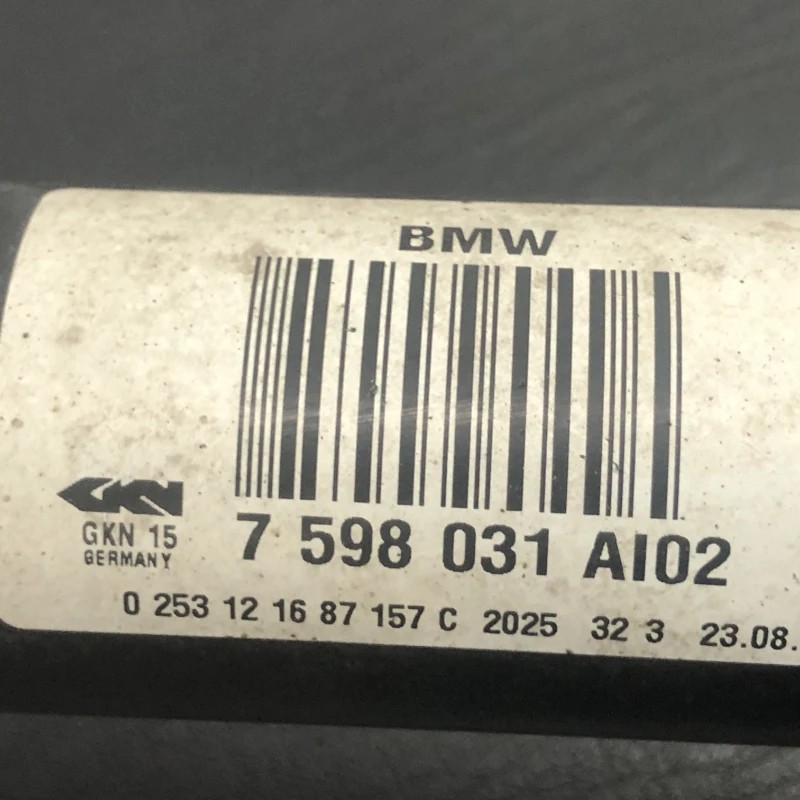 BMW
GKN
GKN 15
GERMANY
7 598 031 AI02
0 253 12 16 87 157 C 2025 32 3 23.08.